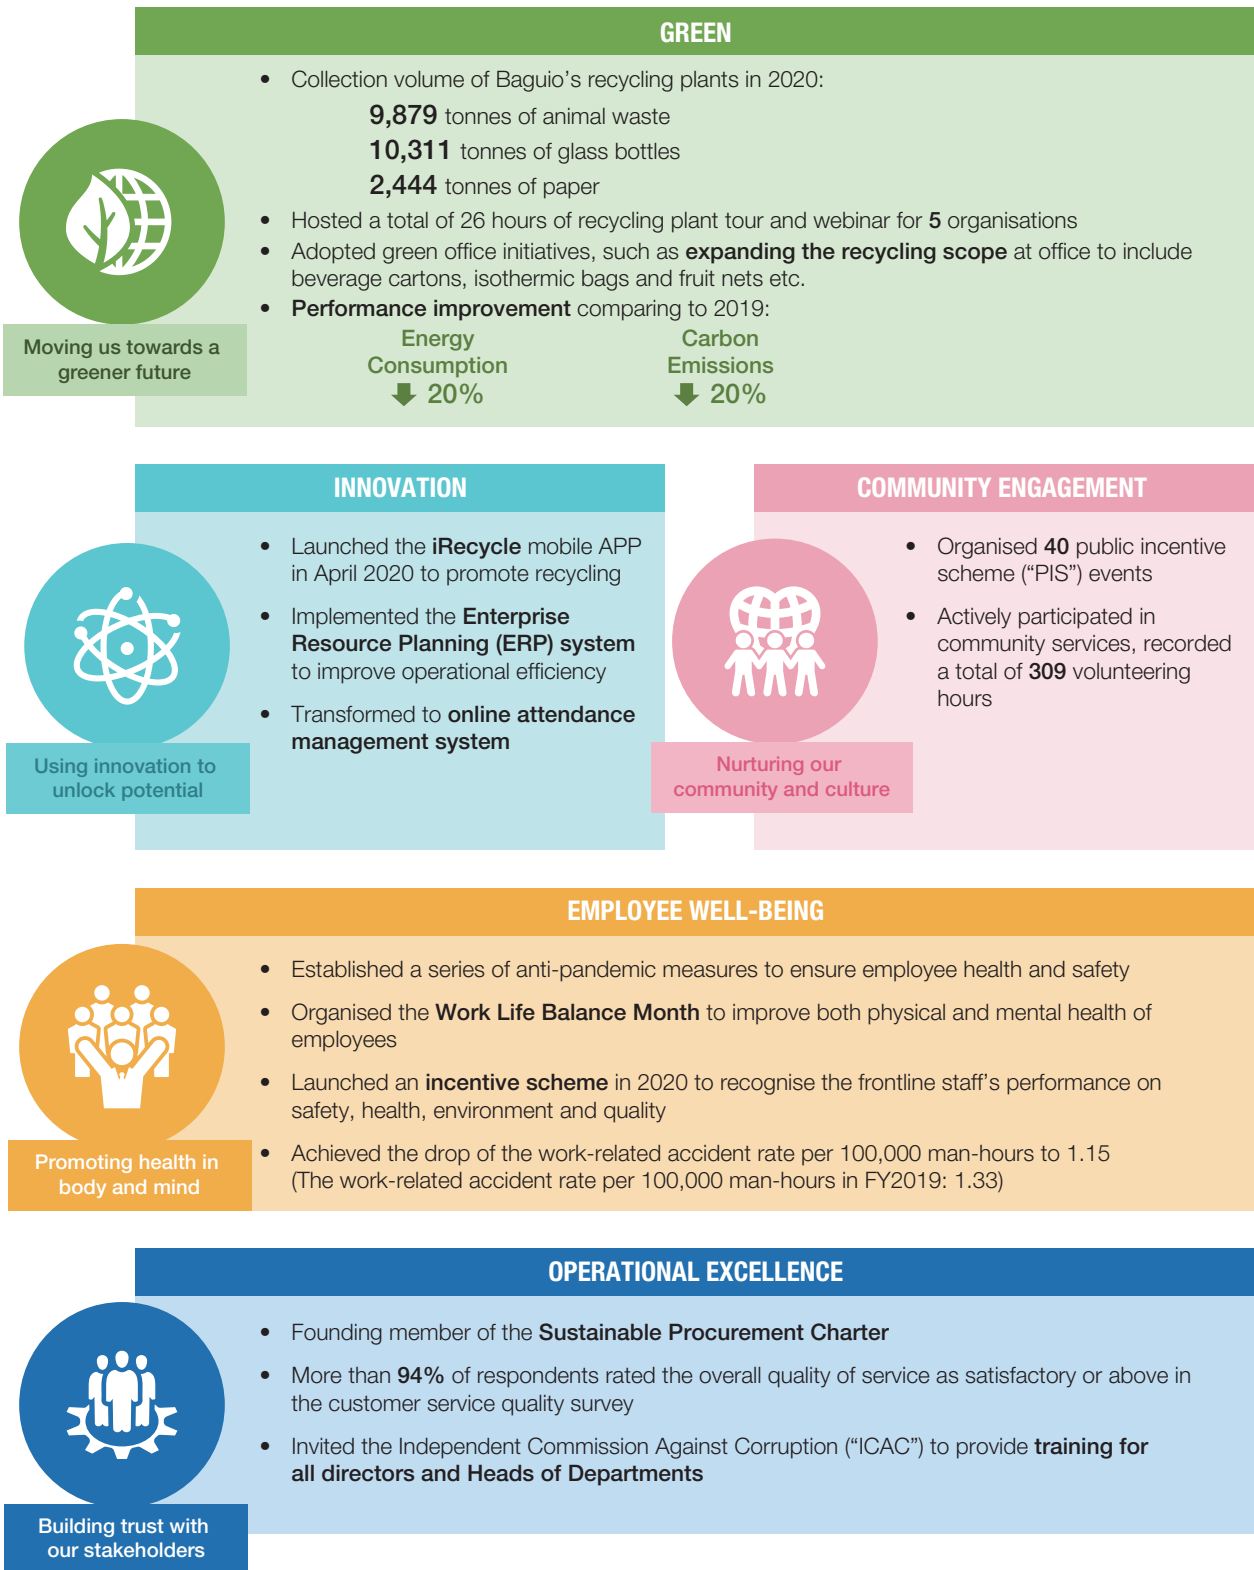 GREEN
• Collection volume of Baguio's recycling plants in 2020:
9,879 tonnes of animal waste
10,311 tonnes of glass bottles
2,444 tonnes of paper
• Hosted a total of 26 hours of recycling plant tour and webinar for 5 organisations
• Adopted green office initiatives, such as expanding the recycling scope at office to include
beverage cartons, isothermic bags and fruit nets etc.
• Performance improvement comparing to 2019:
Energy
Consumption
20%
Carbon
Emissions
20%
Moving us towards a
greener future
INNOVATION
• Launched the iRecycle mobile APP
in April 2020 to promote recycling
• Implemented the Enterprise
Resource Planning (ERP) system
to improve operational efficiency
• Transformed to online attendance
management system
Using innovation to
unlock potential
COMMUNITY ENGAGEMENT
• Organised 40 public incentive
scheme (“PIS”) events
• Actively participated in
community services, recorded
a total of 309 volunteering
hours
Nurturing our
community and culture
EMPLOYEE WELL-BEING
• Established a series of anti-pandemic measures to ensure employee health and safety
• Organised the Work Life Balance Month to improve both physical and mental health of
employees
• Launched an incentive scheme in 2020 to recognise the frontline staff's performance on
safety, health, environment and quality
• Achieved the drop of the work-related accident rate per 100,000 man-hours to 1.15
(The work-related accident rate per 100,000 man-hours in FY2019: 1.33)
Promoting health in
body and mind
OPERATIONAL EXCELLENCE
• Founding member of the Sustainable Procurement Charter
• More than 94% of respondents rated the overall quality of service as satisfactory or above in
the customer service quality survey
• Invited the Independent Commission Against Corruption (“ICAC”) to provide training for
all directors and Heads of Departments
Building trust with
our stakeholders